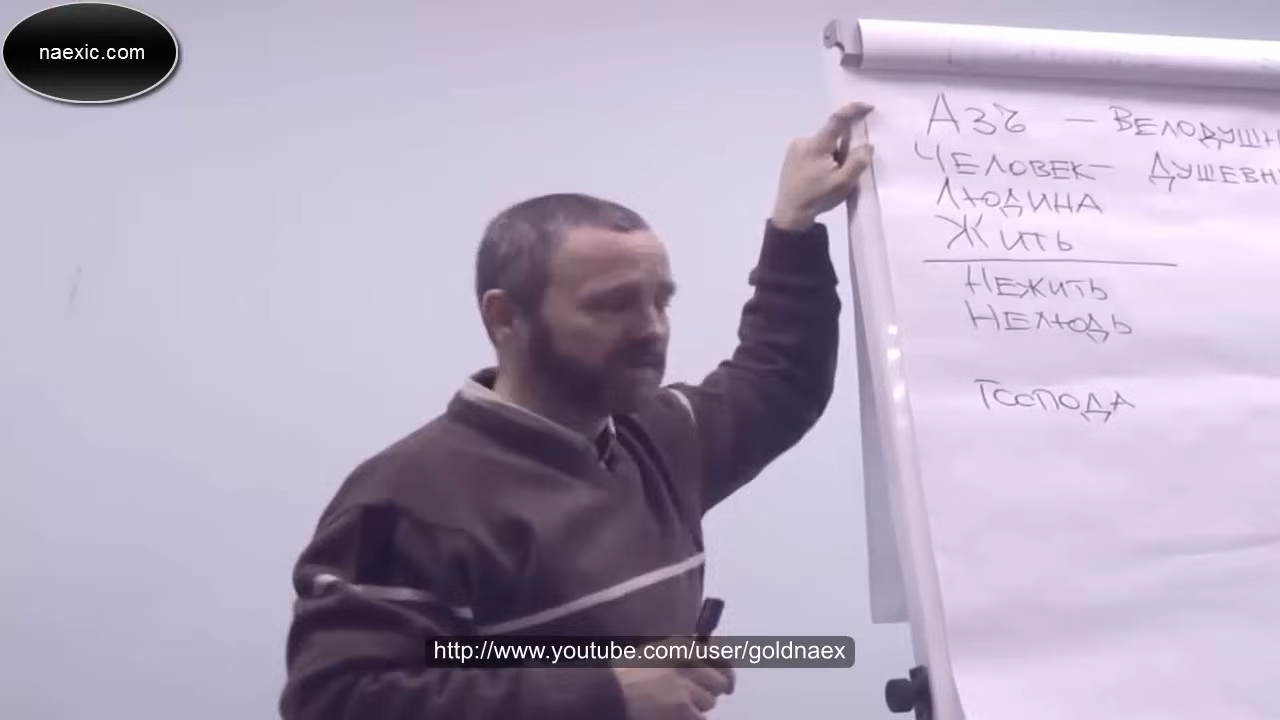 naexic.com
Азъ — Велодушн
Человек — Душевн
Людина
Жить
Нежить
Нелюдь
Господа
http://www.youtube.com/user/goldnaex